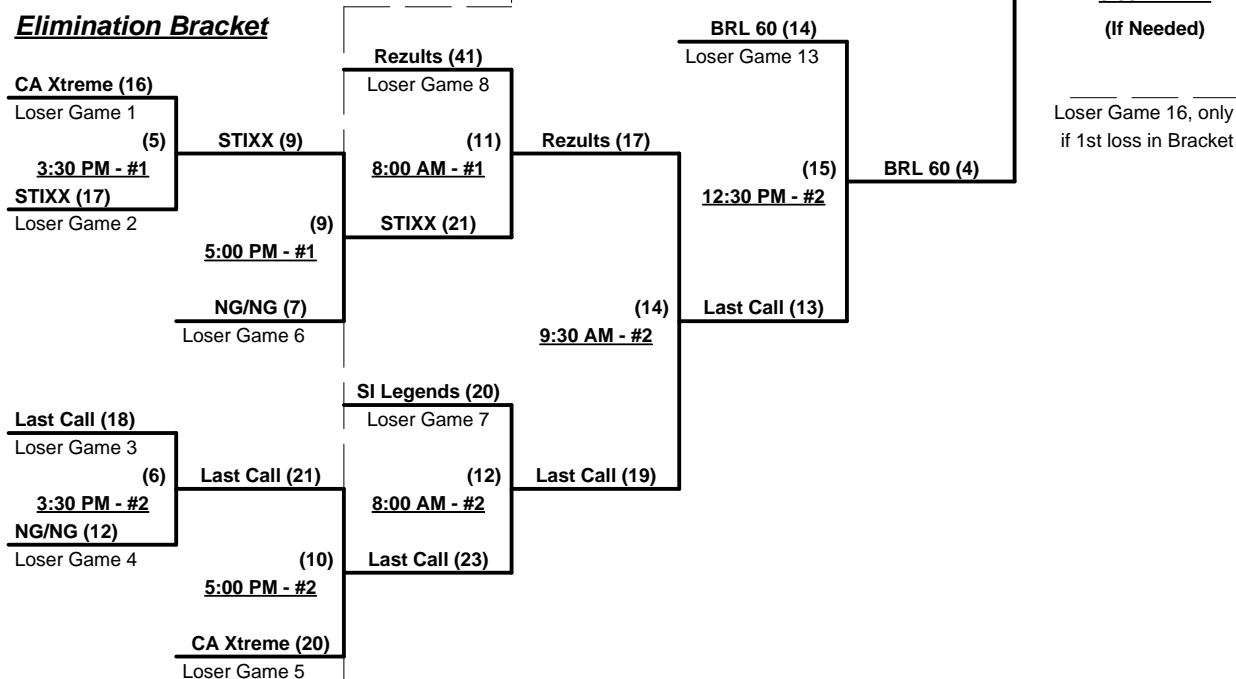 Elimination Bracket
(If Needed)
BRL 60 (14)
Loser Game 13
Rezults (41)
Loser Game 8
CA Xtreme (16)
Loser Game 1
Loser Game 16, only
if 1st loss in Bracket
(5)
STIXX (9)
(11)
Rezults (17)
3:30 PM - #1
8:00 AM - #1
(15)
BRL 60 (4)
STIXX (17)
12:30 PM - #2
Loser Game 2
(9)
STIXX (21)
5:00 PM - #1
NG/NG (7)
Loser Game 6
(14)
Last Call (13)
9:30 AM - #2
SI Legends (20)
Loser Game 7
Last Call (18)
Loser Game 3
(6)
Last Call (21)
(12)
Last Call (19)
3:30 PM - #2
8:00 AM - #2
NG/NG (12)
Loser Game 4
(10)
Last Call (23)
5:00 PM - #2
CA Xtreme (20)
Loser Game 5